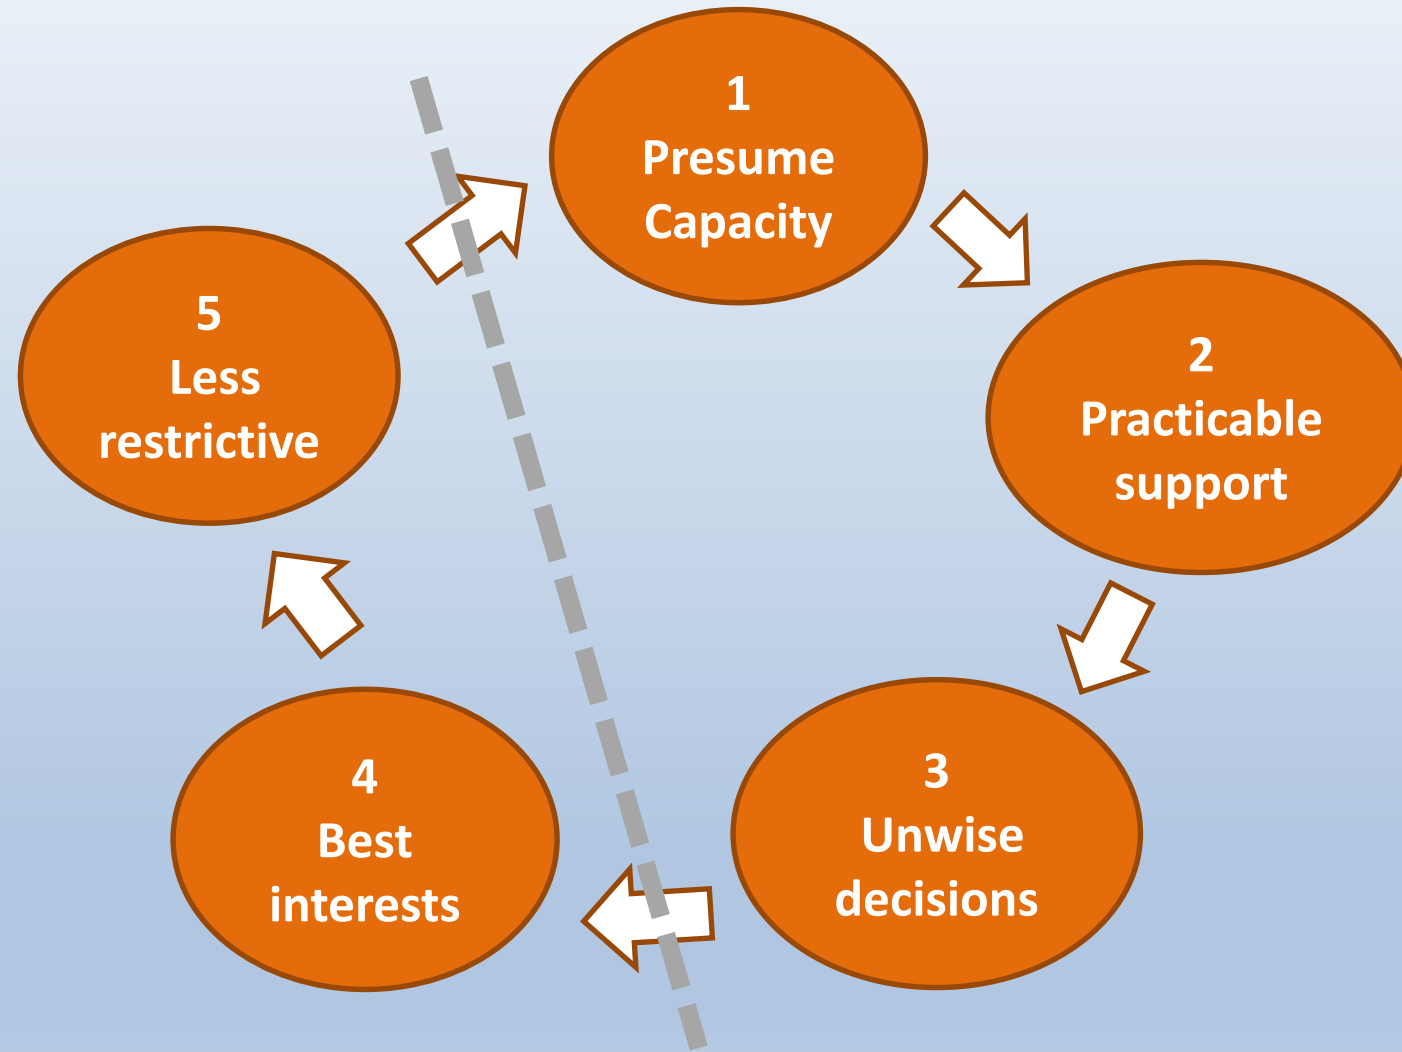 1
Presume
Capacity
2
Practicable
support
3
Unwise
decisions
4
Best
interests
5
Less
restrictive